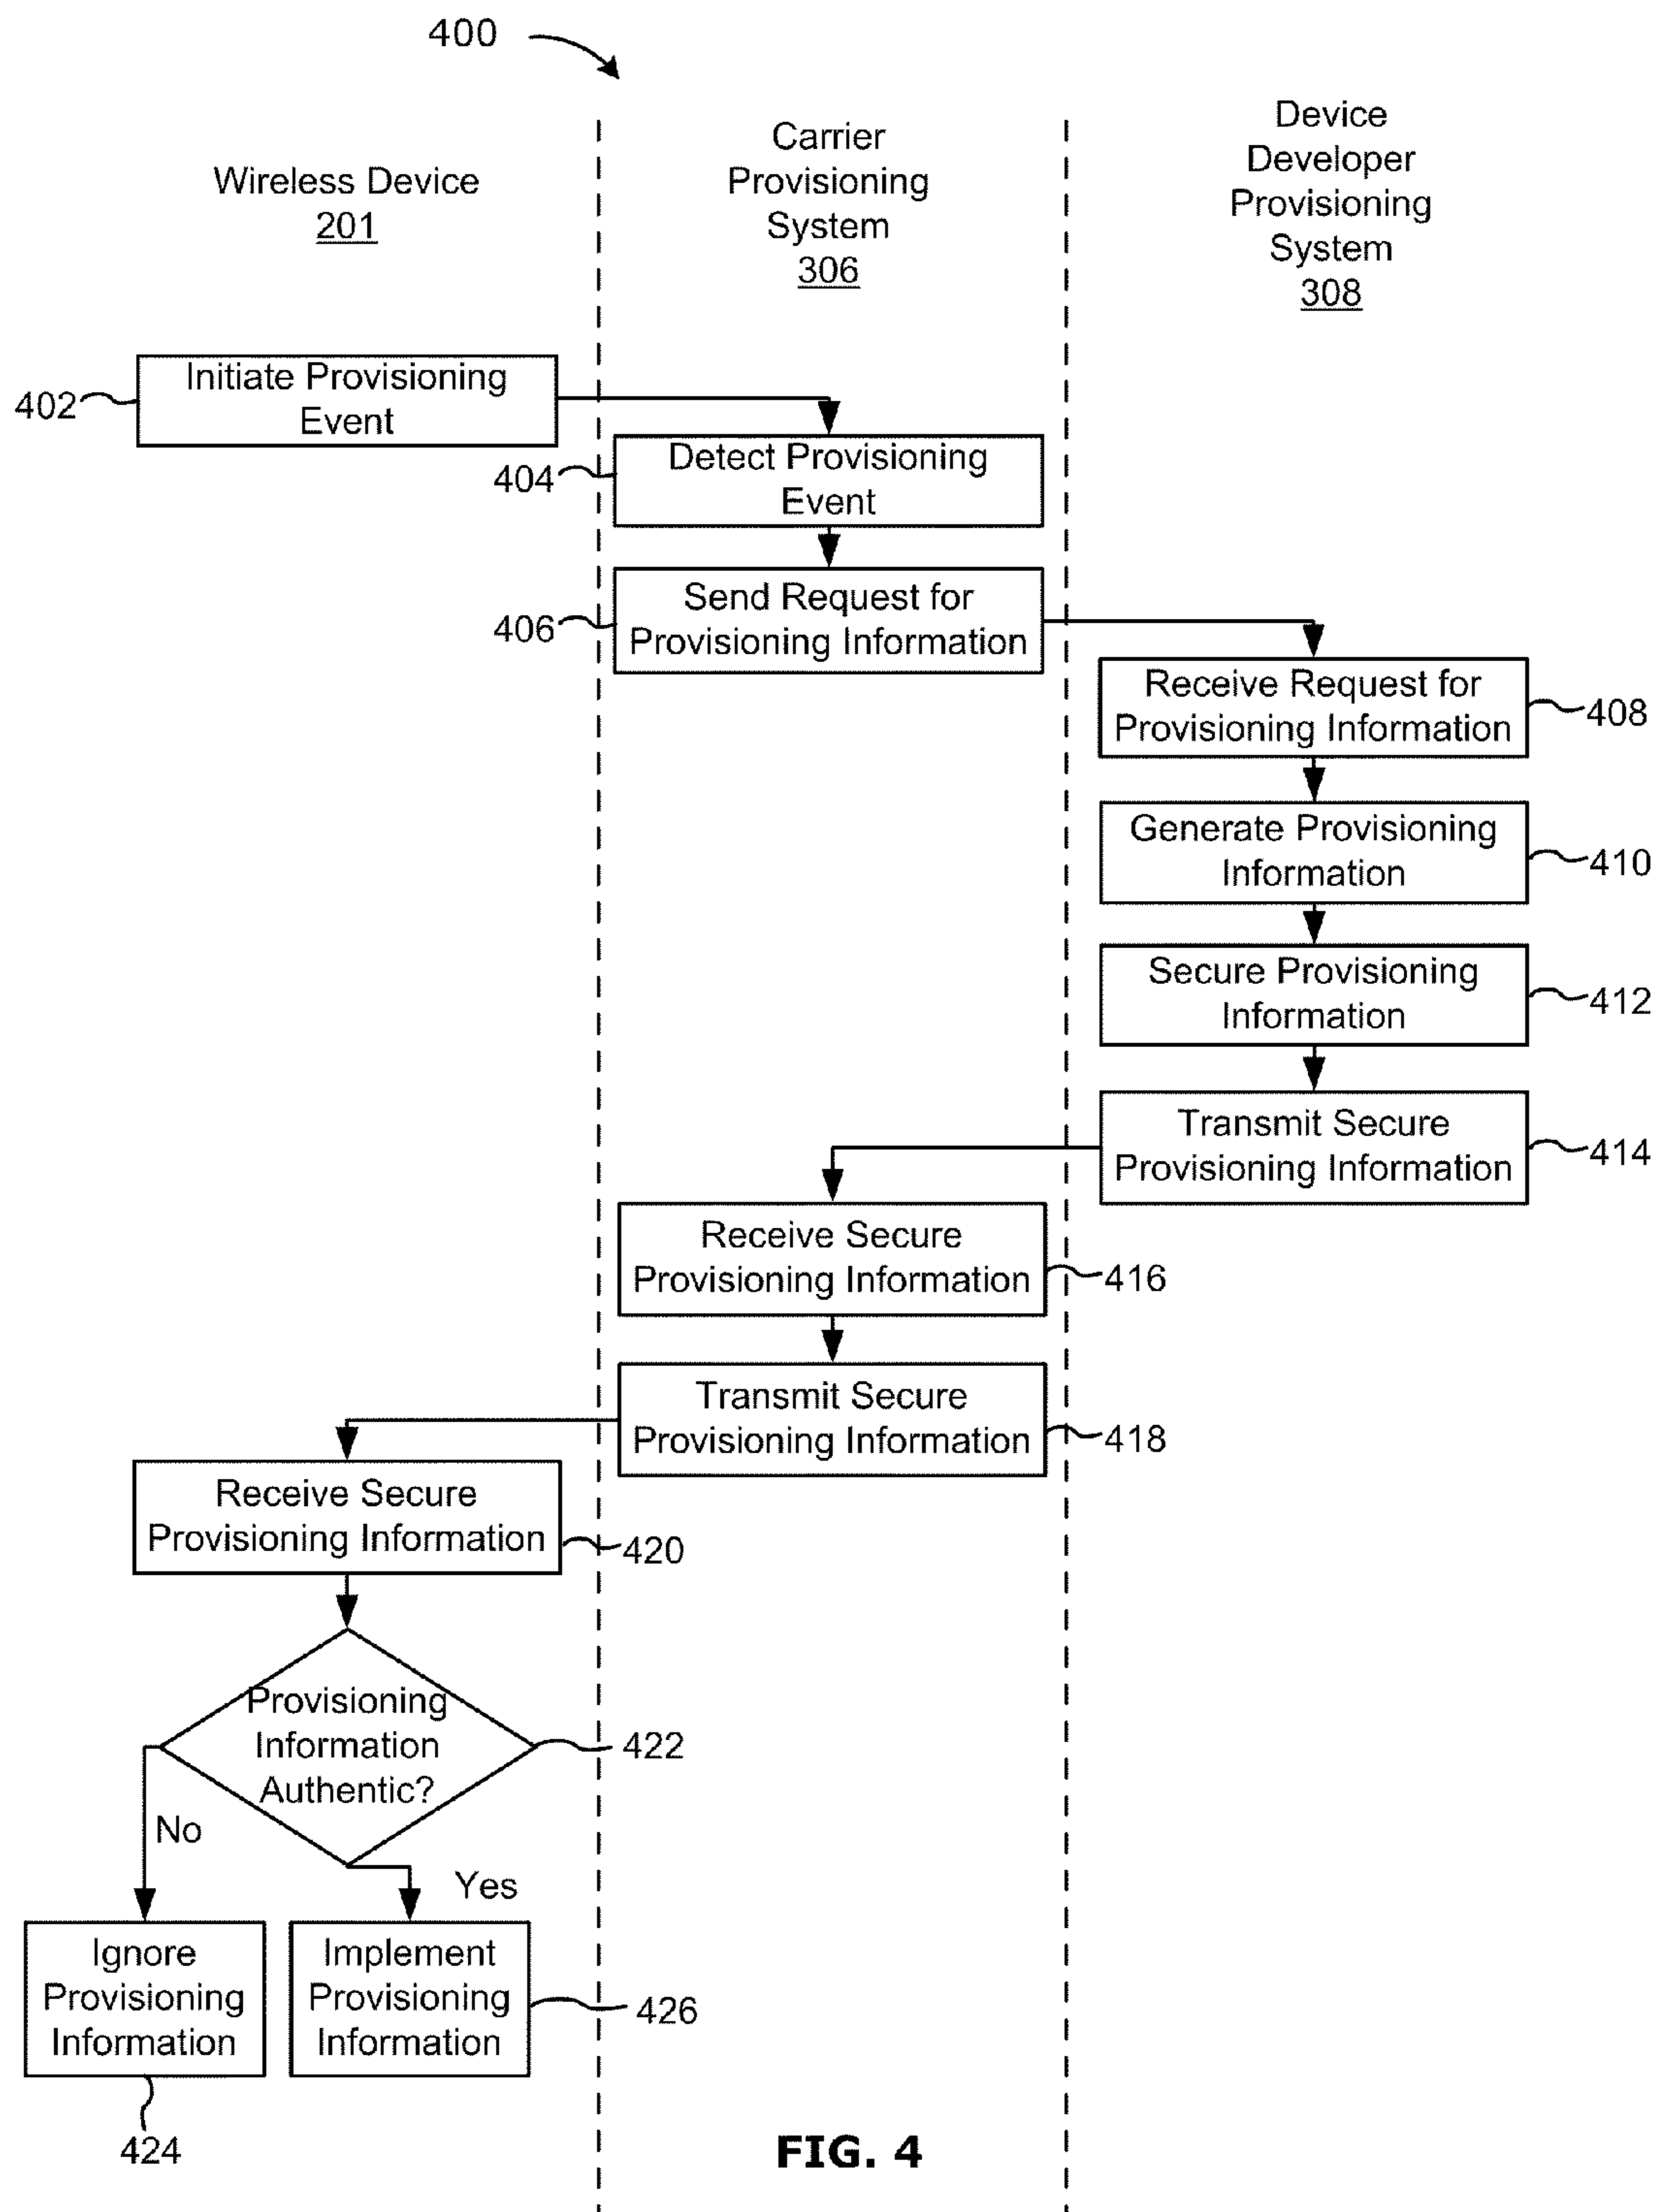 400
Wireless Device
201
Carrier
Provisioning
System
306
Device
Developer
Provisioning
System
308
402
Initiate Provisioning
Event
404
Detect Provisioning
Event
406
Send Request for
Provisioning Information
Receive Request for
Provisioning Information
408
Generate Provisioning
Information
410
Secure Provisioning
Information
412
Transmit Secure
Provisioning Information
414
Receive Secure
Provisioning Information
416
Transmit Secure
Provisioning Information
418
Receive Secure
Provisioning Information
420
Provisioning
Information
Authentic?
422
No
Yes
Ignore
Provisioning
Information
424
Implement
Provisioning
Information
426
FIG. 4